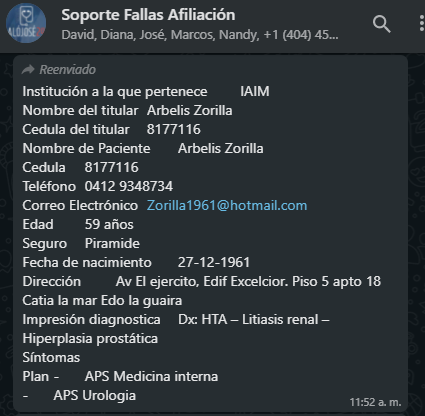 Soporte Fallas Afiliación
David, Diana, José, Marcos, Nandy, +1 (404) 45...
Reenviado
Institución a la que pertenece IAIM
Nombre del titular Arbelis Zorilla
Cedula del titular 8177116
Nombre de Paciente Arbelis Zorilla
Cedula 8177116
Teléfono 0412 9348734
Correo Electrónico Zorilla1961@hotmail.com
Edad 59 años
Seguro Piramide
Fecha de nacimiento 27-12-1961
Dirección Av El ejercito, Edif Excelcior. Piso 5 apto 18
Catia la mar Edo la guaira
Impresión diagnostica Dx: HTA – Litiasis renal –
Hiperplasia prostática
Síntomas
Plan - APS Medicina interna
- APS Urologia
11:52 a. m.